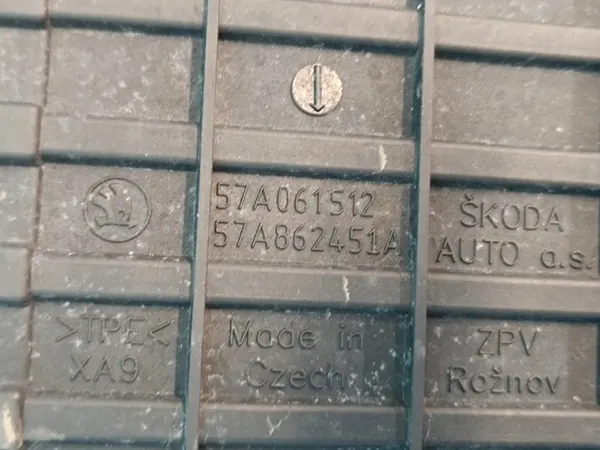 57A061512
57A862451A
ŠKODA
AUTO a.s.
>TPE<
XA9
Made in
Czech
ZPV
Rožnov